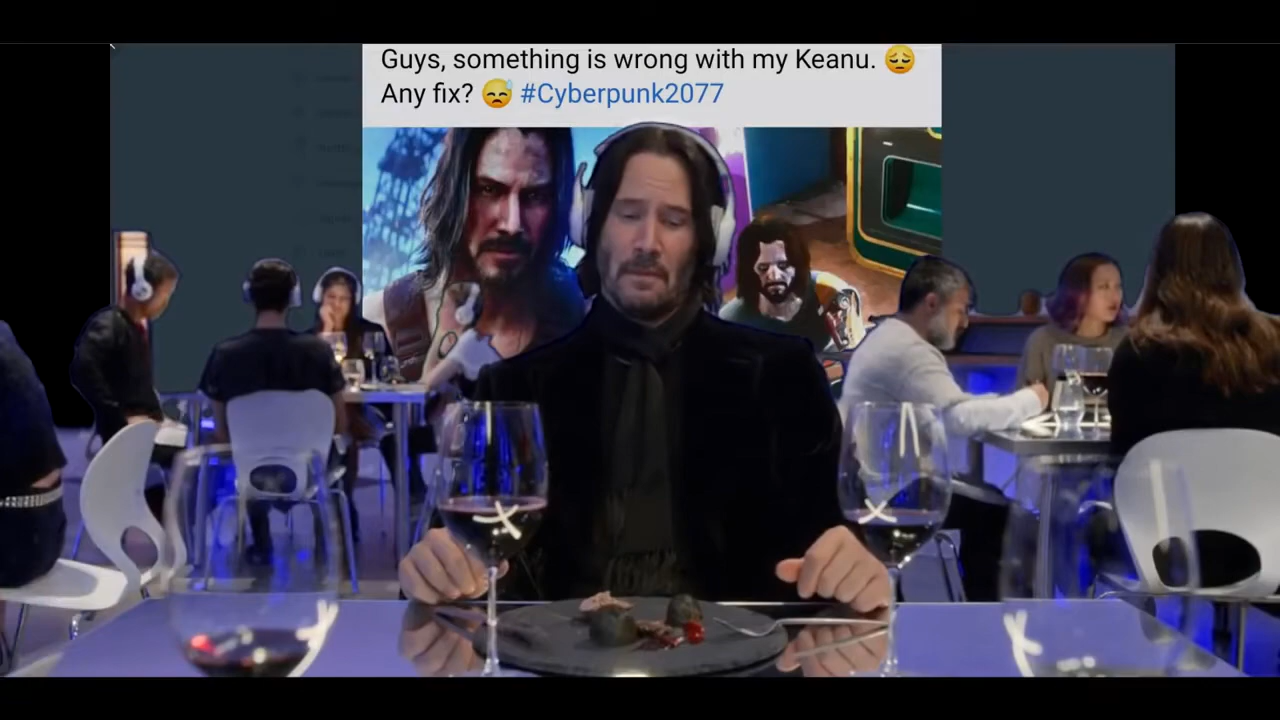 Guys, something is wrong with my Keanu. 😔
Any fix? 😓 #Cyberpunk2077